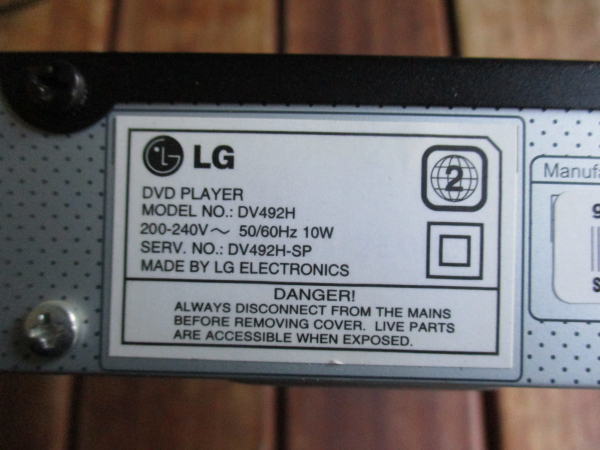 LG
2
DVD PLAYER
MODEL NO.: DV492H
200-240V～ 50/60Hz 10W
SERV. NO.: DV492H-SP
MADE BY LG ELECTRONICS
DANGER!
ALWAYS DISCONNECT FROM THE MAINS
BEFORE REMOVING COVER. LIVE PARTS
ARE ACCESSIBLE WHEN EXPOSED.
Manufa